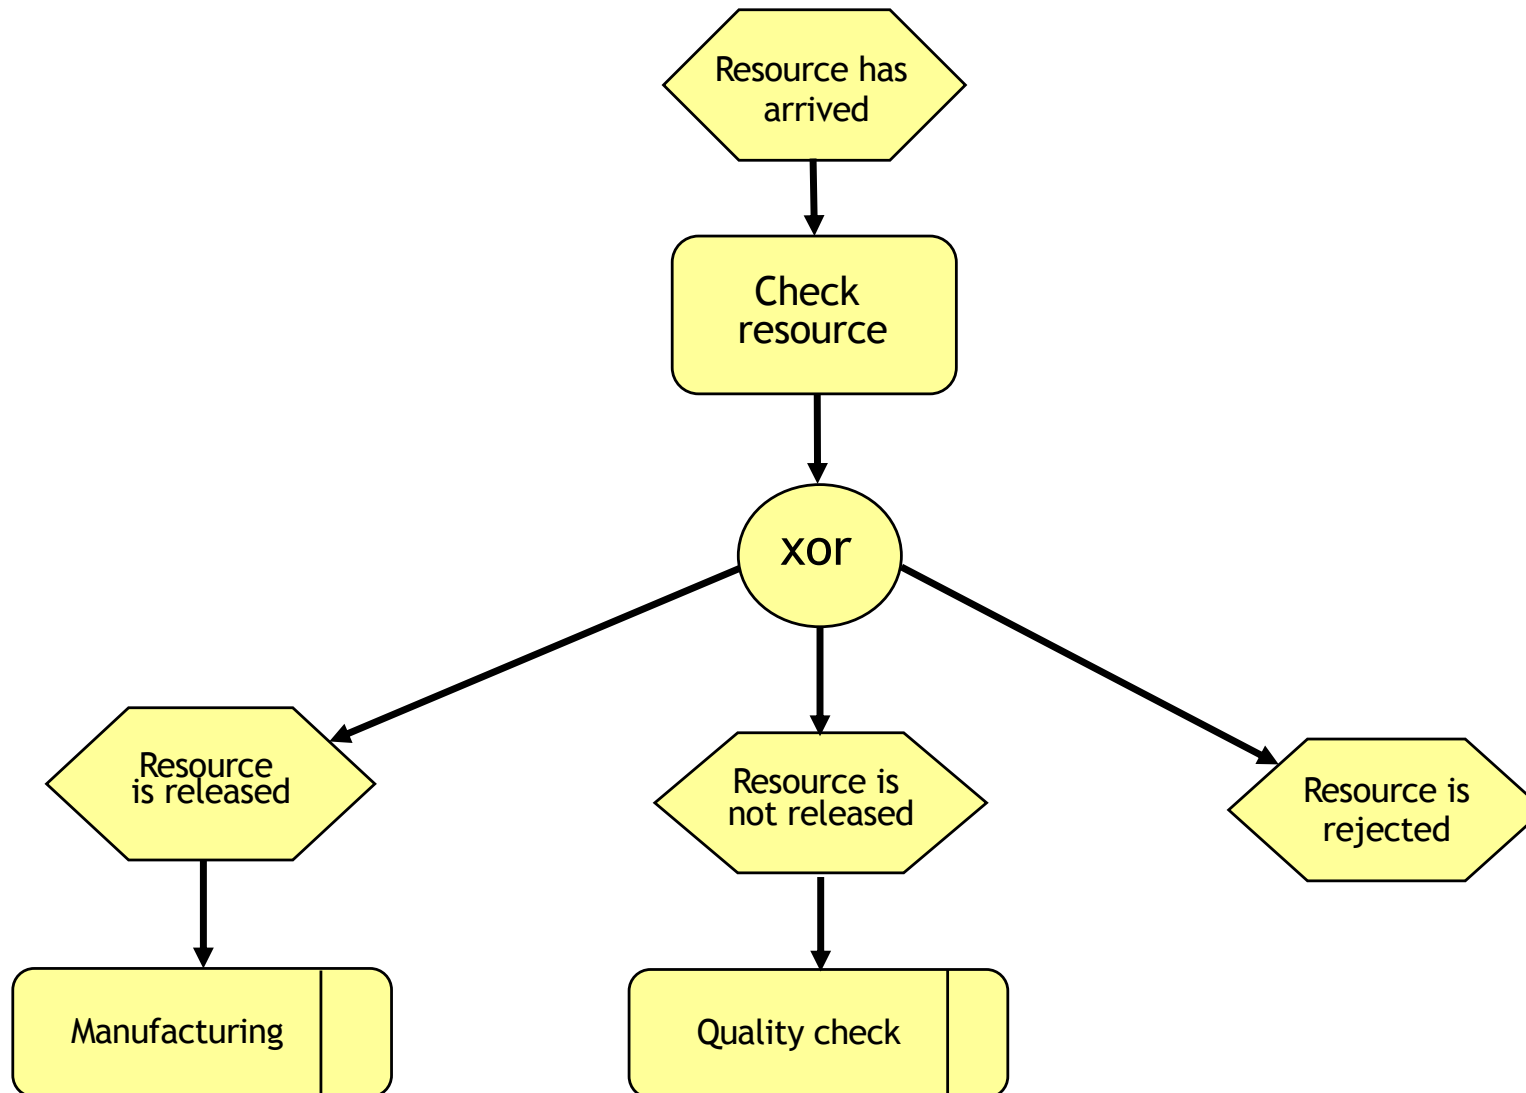 Resource has
arrived
Check
resource
xor
Resource
is released
Resource is
not released
Resource is
rejected
Manufacturing
Quality check